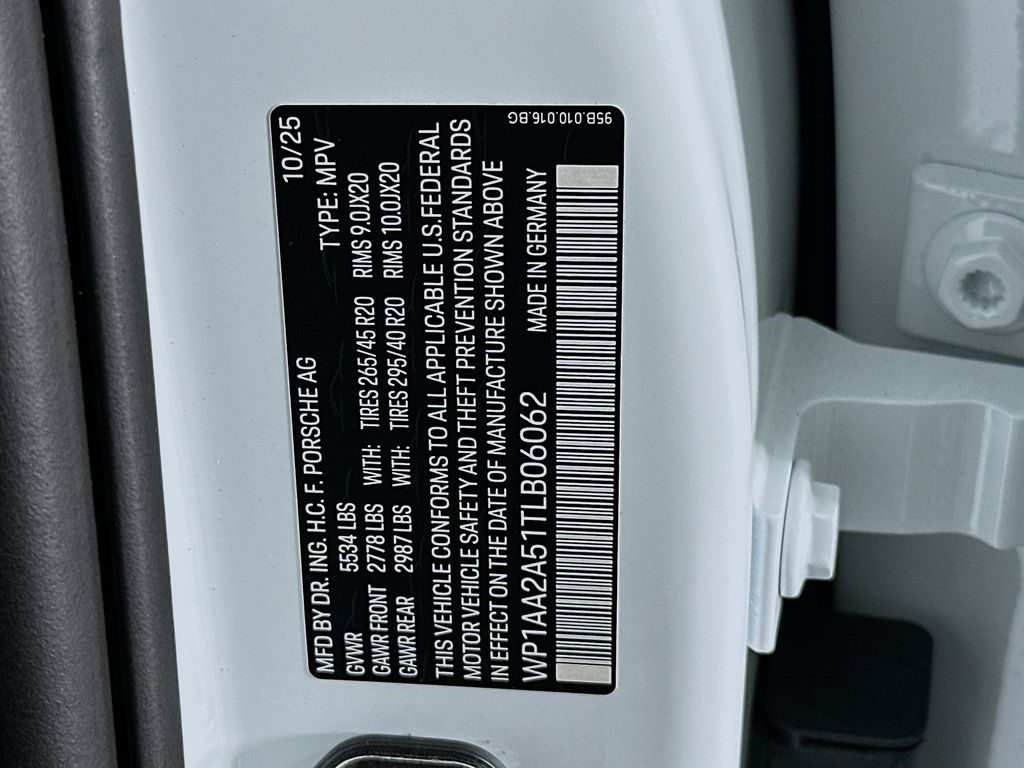 10/25
MFD BY DR. ING. H.C. F. PORSCHE AG
TYPE: MPV
GVWR 5534 LBS
GAWR FRONT 2778 LBS WITH: TIRES 265/45 R20 RIMS 9.0JX20
GAWR REAR 2987 LBS WITH: TIRES 295/40 R20 RIMS 10.0JX20
THIS VEHICLE CONFORMS TO ALL APPLICABLE U.S.FEDERAL
MOTOR VEHICLE SAFETY AND THEFT PREVENTION STANDARDS
IN EFFECT ON THE DATE OF MANUFACTURE SHOWN ABOVE
WP1AA2A51TLB06062 MADE IN GERMANY
95B.010.016.BG